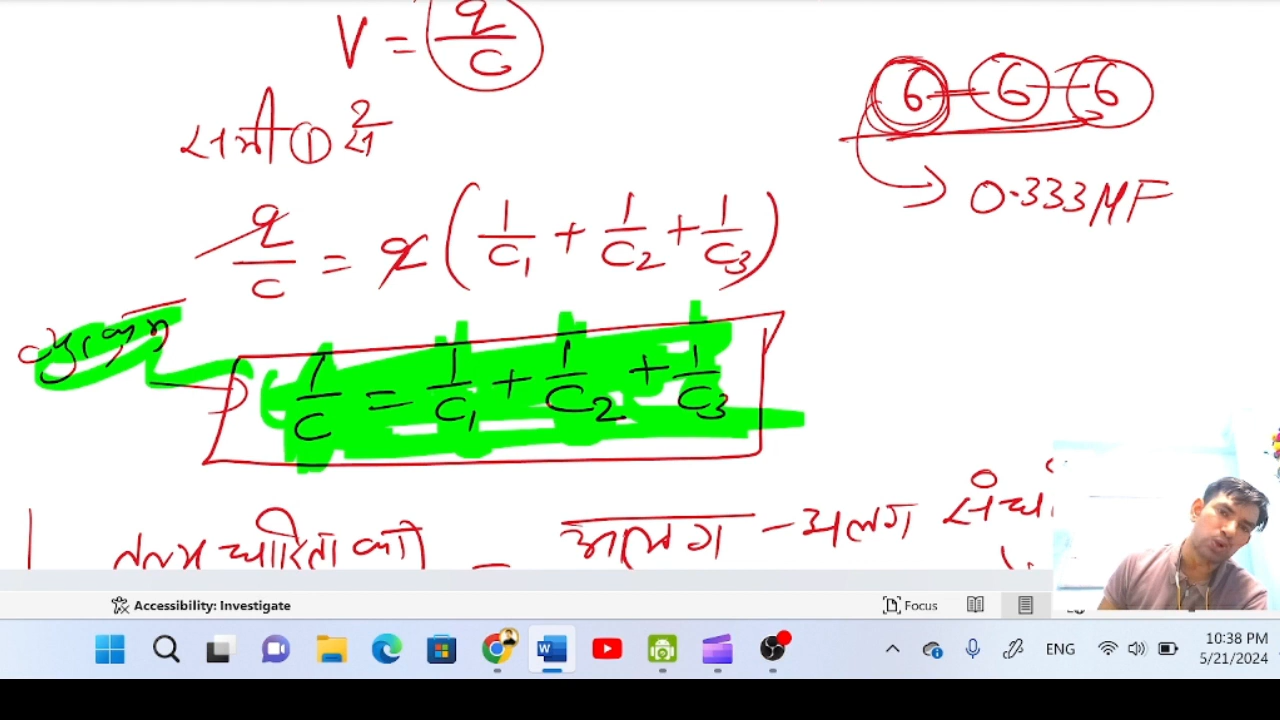 V = q/c
6 - 6 - 6
0.333 MF
समी ① से
q/c = q ( 1/c₁ + 1/c₂ + 1/c₃ )
व्युत्क्रम
1/c = 1/c₁ + 1/c₂ + 1/c₃
अलग - अलग
Accessibility: Investigate
Focus
ENG
10:38 PM
5/21/2024